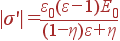 |σ'| = ε₀(ε−1)E₀ / ((1−η)ε+η)